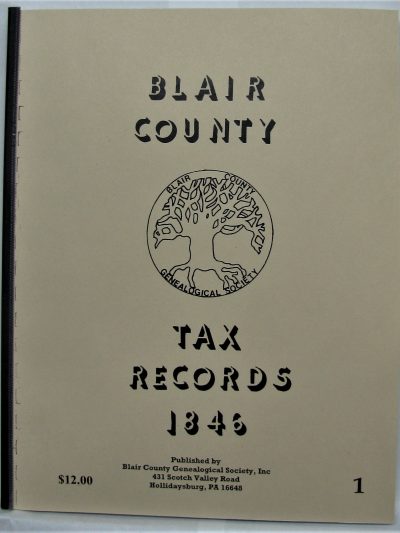 BLAIR
COUNTY
BLAIR COUNTY
GENEALOGICAL SOCIETY
TAX
RECORDS
1846
Published by
Blair County Genealogical Society, Inc
431 Scotch Valley Road
Hollidaysburg, PA 16648
$12.00
1